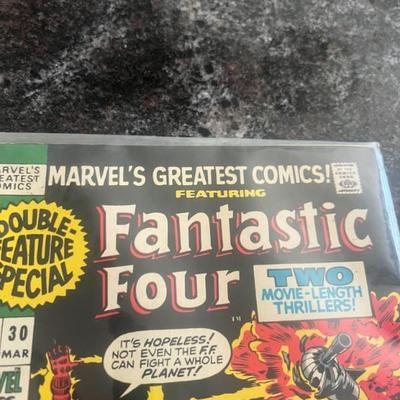 MARVEL'S GREATEST COMICS!
FEATURING
Fantastic
Four
TM
DOUBLE-
FEATURE
SPECIAL
TWO
MOVIE-LENGTH
THRILLERS!
30
MAR
IT'S HOPELESS!
NOT EVEN THE F.F.
CAN FIGHT A WHOLE
PLANET!